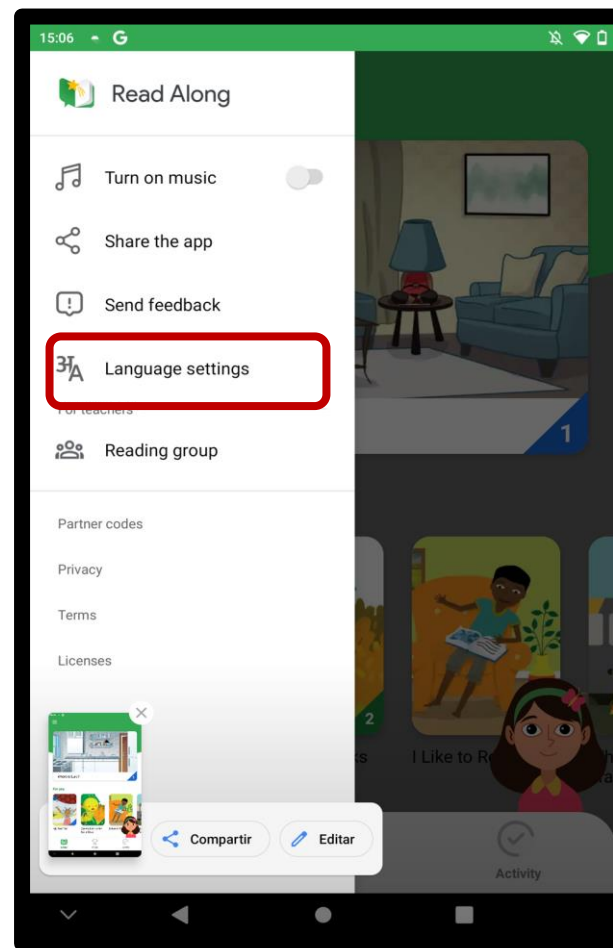 15:06 G
Read Along
Turn on music
Share the app
Send feedback
अA Language settings
For teachers
Reading group
1
Partner codes
Privacy
Terms
Licenses
2
I Like to
Compartir
Editar
Activity